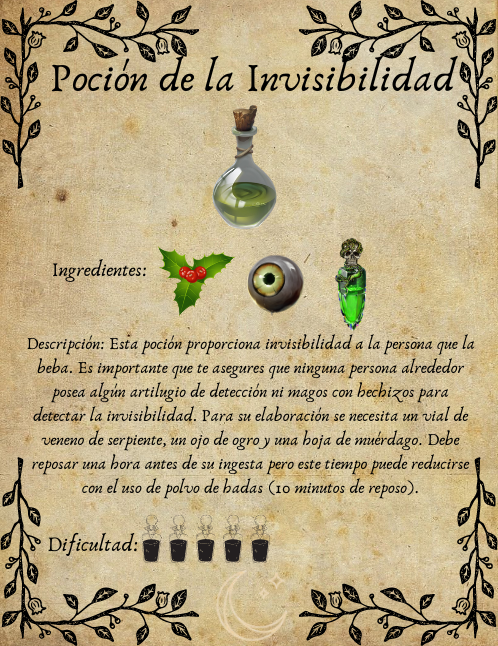 Poción de la Invisibilidad
Ingredientes:
Descripción: Esta poción proporciona invisibilidad a la persona que la
beba. Es importante que te asegures que ninguna persona alrededor
posea algún artilugio de detección ni magos con hechizos para
detectar la invisibilidad. Para su elaboración se necesita un vial de
veneno de serpiente, un ojo de ogro y una hoja de muérdago. Debe
reposar una hora antes de su ingesta pero este tiempo puede reducirse
con el uso de polvo de hadas (10 minutos de reposo).
Dificultad: